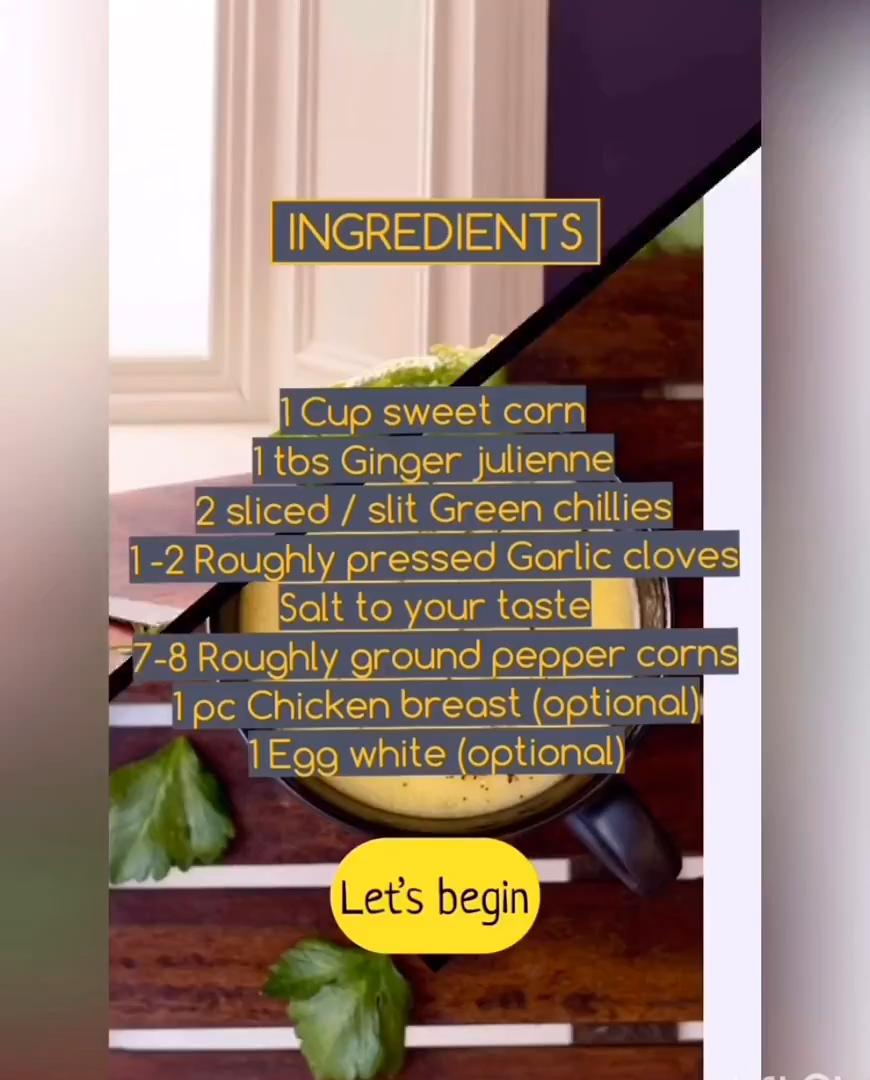 INGREDIENTS
1 Cup sweet corn
1 tbs Ginger julienne
2 sliced / slit Green chillies
1-2 Roughly pressed Garlic cloves
Salt to your taste
7-8 Roughly ground pepper corns
1 pc Chicken breast (optional)
1 Egg white (optional)
Let's begin